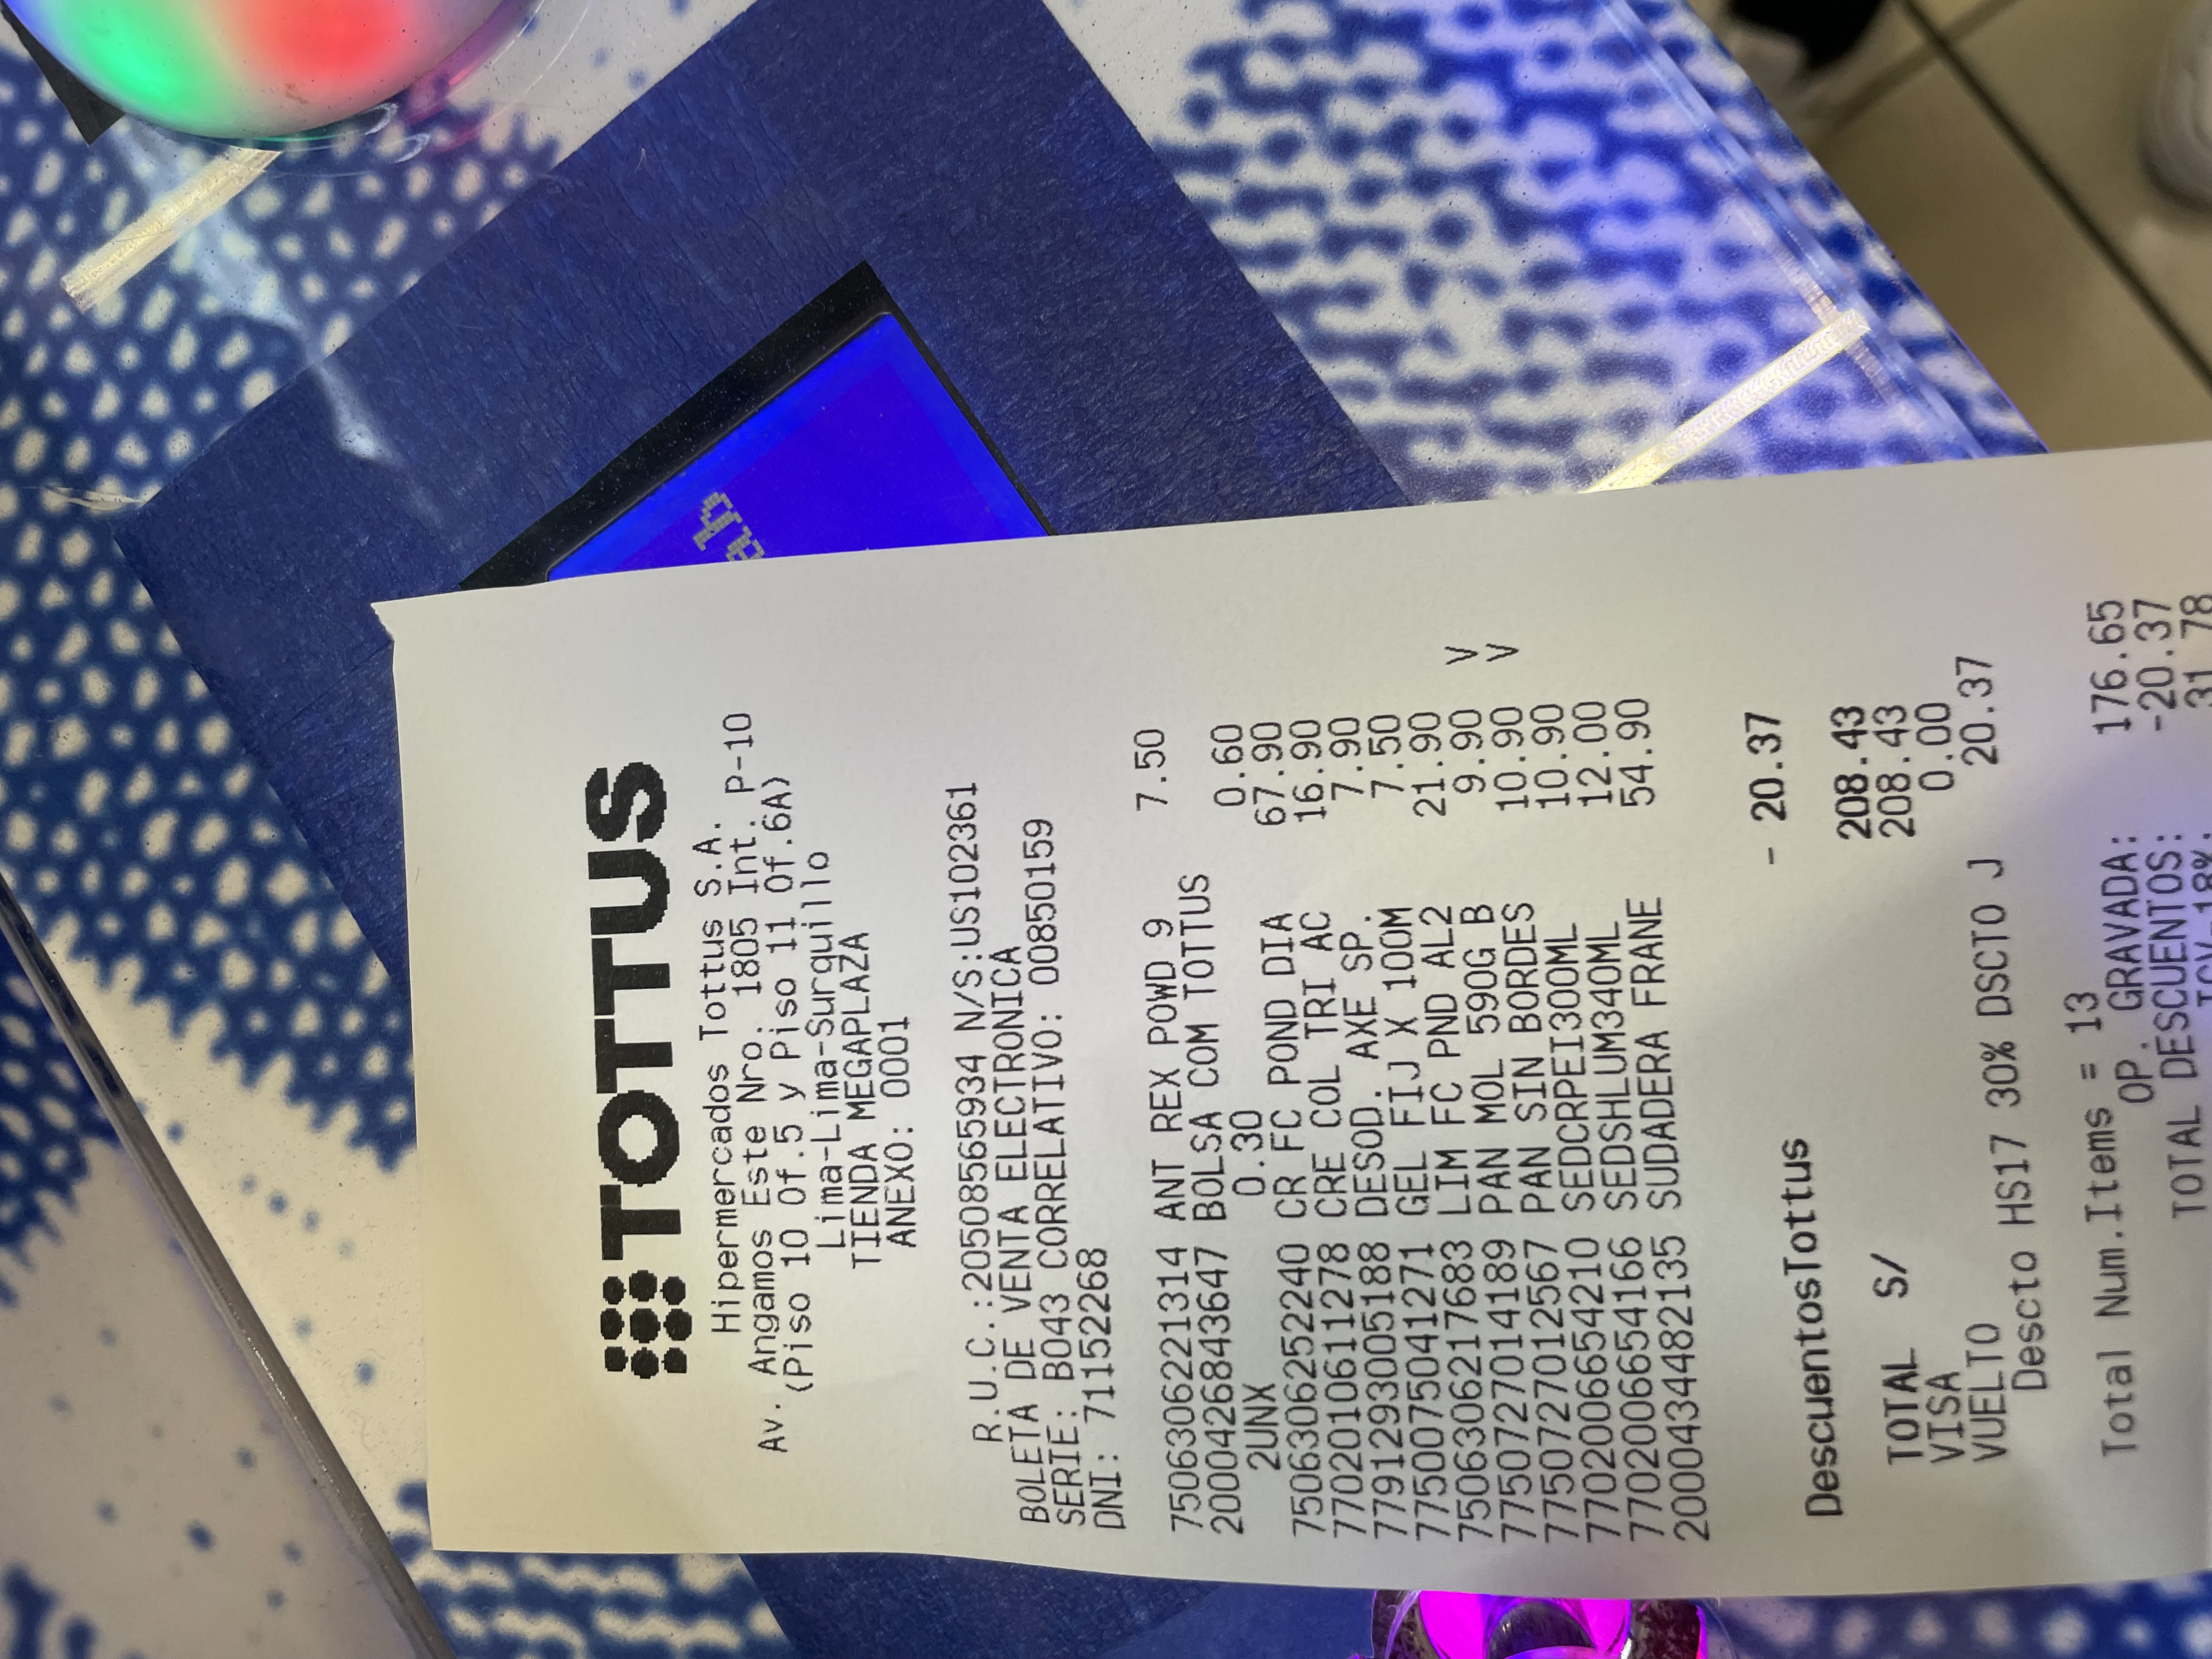 TOTTUS
Hipermercados Tottus S.A.
Av. Angamos Este Nro. 1805 Int. P-10
(Piso 10 Of.5 y Piso 11 Of.6A)
Lima-Lima-Surquillo
TIENDA MEGAPLAZA
ANEXO: 0001
R.U.C.:20508565934 N/S:US102361
BOLETA DE VENTA ELECTRONICA
SERIE: B043 CORRELATIVO: 00850159
DNI: 71152268
7506306221314 ANT REX POWD 9 7.50
2000426843647 BOLSA COM TOTTUS
2UNX 0.30 0.60
7506306252240 CR FC POND DIA 67.90
7702010611278 CRE COL TRI AC 16.90
7791293005188 DESOD. AXE SP. 7.90
7750075041271 GEL FIJ X 100M 7.50
7506306217683 LIM FC PND AL2 21.90
7750727014189 PAN MOL 590G B 9.90 V
7750727012567 PAN SIN BORDES 10.90 V
7702006654210 SEDCRPEI300ML 10.90
7702006654166 SEDSHLUM340ML 12.00
2000434482135 SUDADERA FRANE 54.90
DescuentosTottus - 20.37
TOTAL S/ 208.43
VISA 208.43
VUELTO 0.00
Descto HS17 30% DSCTO J 20.37
Total Num.Items = 13
OP. GRAVADA: 176.65
TOTAL DESCUENTOS: -20.37
IGV-18%: 31.78